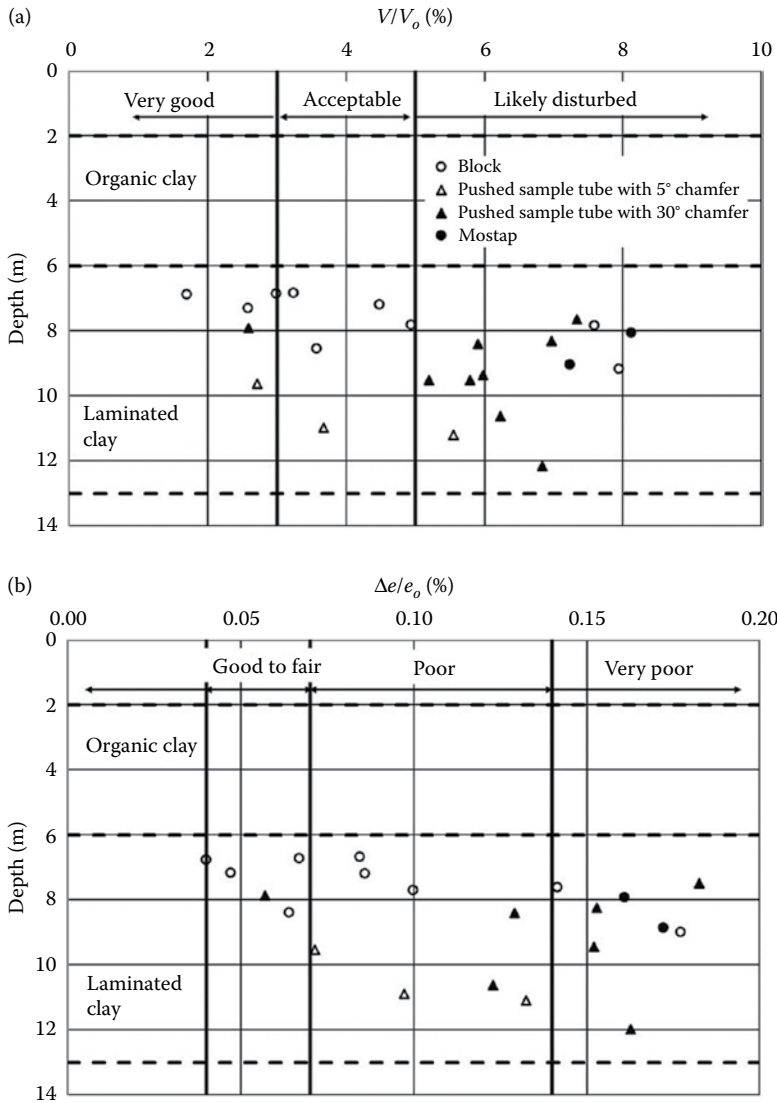 (a)
V/Vo (%)
0 2 4 6 8 10
0
Very good Acceptable Likely disturbed
2
Block
Organic clay
Pushed sample tube with 5° chamfer
4
Pushed sample tube with 30° chamfer
Mostap
6
Depth (m)
8
10
Laminated
clay
12
14
(b)
Δe/eo (%)
0.00 0.05 0.10 0.15 0.20
0
Good to fair Poor Very poor
2
Organic clay
4
6
Depth (m)
8
10
Laminated
clay
12
14